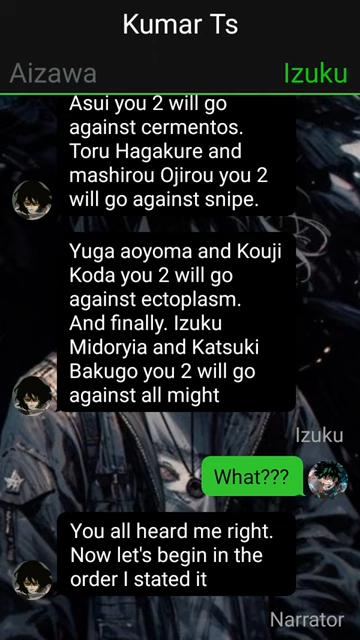 Kumar Ts
Aizawa
Izuku
Asui you 2 will go
against cermentos.
Toru Hagakure and
mashirou Ojirou you 2
will go against snipe.
Yuga aoyoma and Kouji
Koda you 2 will go
against ectoplasm.
And finally. Izuku
Midoryia and Katsuki
Bakugo you 2 will go
against all might
Izuku
What???
You all heard me right.
Now let's begin in the
order I stated it
Narrator